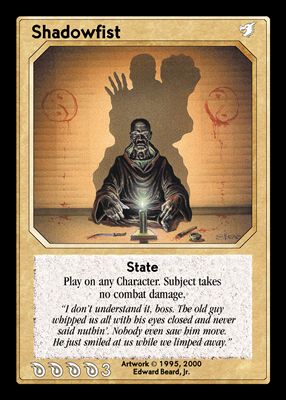 Shadowfist
State
Play on any Character. Subject takes
no combat damage.
"I don't understand it, boss. The old guy
whipped us all with his eyes closed and never
said nuthin'. Nobody even saw him move.
He just smiled at us while we limped away."
Artwork © 1995, 2000
Edward Beard, Jr.
3